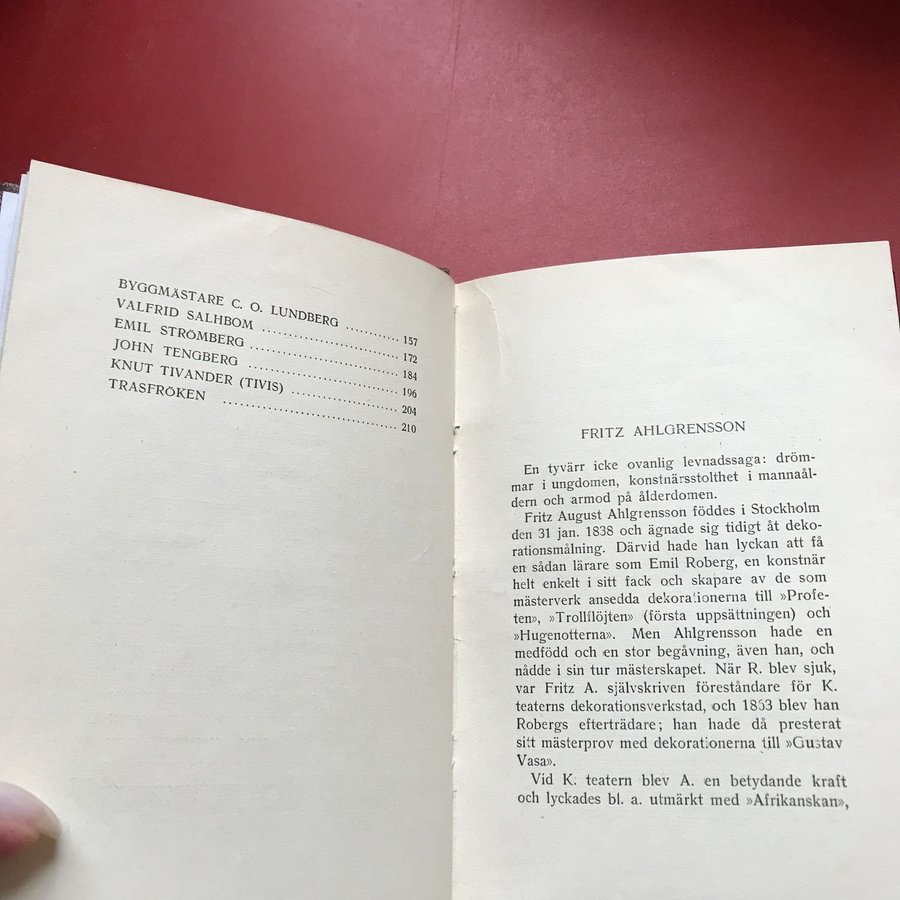 BYGGMÄSTARE C. O. LUNDBERG ............ 157
VALFRID SALHBOM ........................ 172
EMIL STRÖMBERG ........................ 184
JOHN TENGBERG ........................ 196
KNUT TIVANDER (TIVIS) .................. 204
TRASFRÖKEN ........................... 210
FRITZ AHLGRENSSON
En tyvärr icke ovanlig levnadssaga: dröm-
mar i ungdomen, konstnärsstolthet i mannaål-
dern och armod på ålderdomen.
Fritz August Ahlgrensson föddes i Stockholm
den 31 jan. 1838 och ägnade sig tidigt åt deko-
rationsmålning. Därvid hade han lyckan att få
en sådan lärare som Emil Roberg, en konstnär
helt enkelt i sitt fack och skapare av de som
mästerverk ansedda dekorationerna till »Profe-
ten», »Trollflöjten» (första uppsättningen) och
»Hugenotterna». Men Ahlgrensson hade en
medfödd och en stor begåvning, även han, och
nådde i sin tur mästerskapet. När R. blev sjuk,
var Fritz A. självskriven föreståndare för K.
teaterns dekorationsverkstad, och 1863 blev han
Robergs efterträdare; han hade då presterat
sitt mästerprov med dekorationerna till »Gustav
Vasa».
Vid K. teatern blev A. en betydande kraft
och lyckades bl. a. utmärkt med »Afrikanskan»,